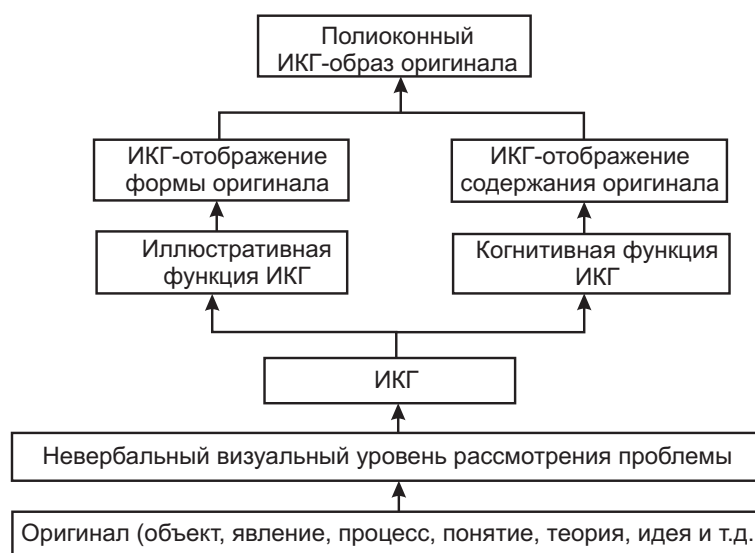 Полиоконный
ИКГ-образ оригинала
ИКГ-отображение
формы оригинала
ИКГ-отображение
содержания оригинала
Иллюстративная
функция ИКГ
Когнитивная функция
ИКГ
ИКГ
Невербальный визуальный уровень рассмотрения проблемы
Оригинал (объект, явление, процесс, понятие, теория, идея и т.д.